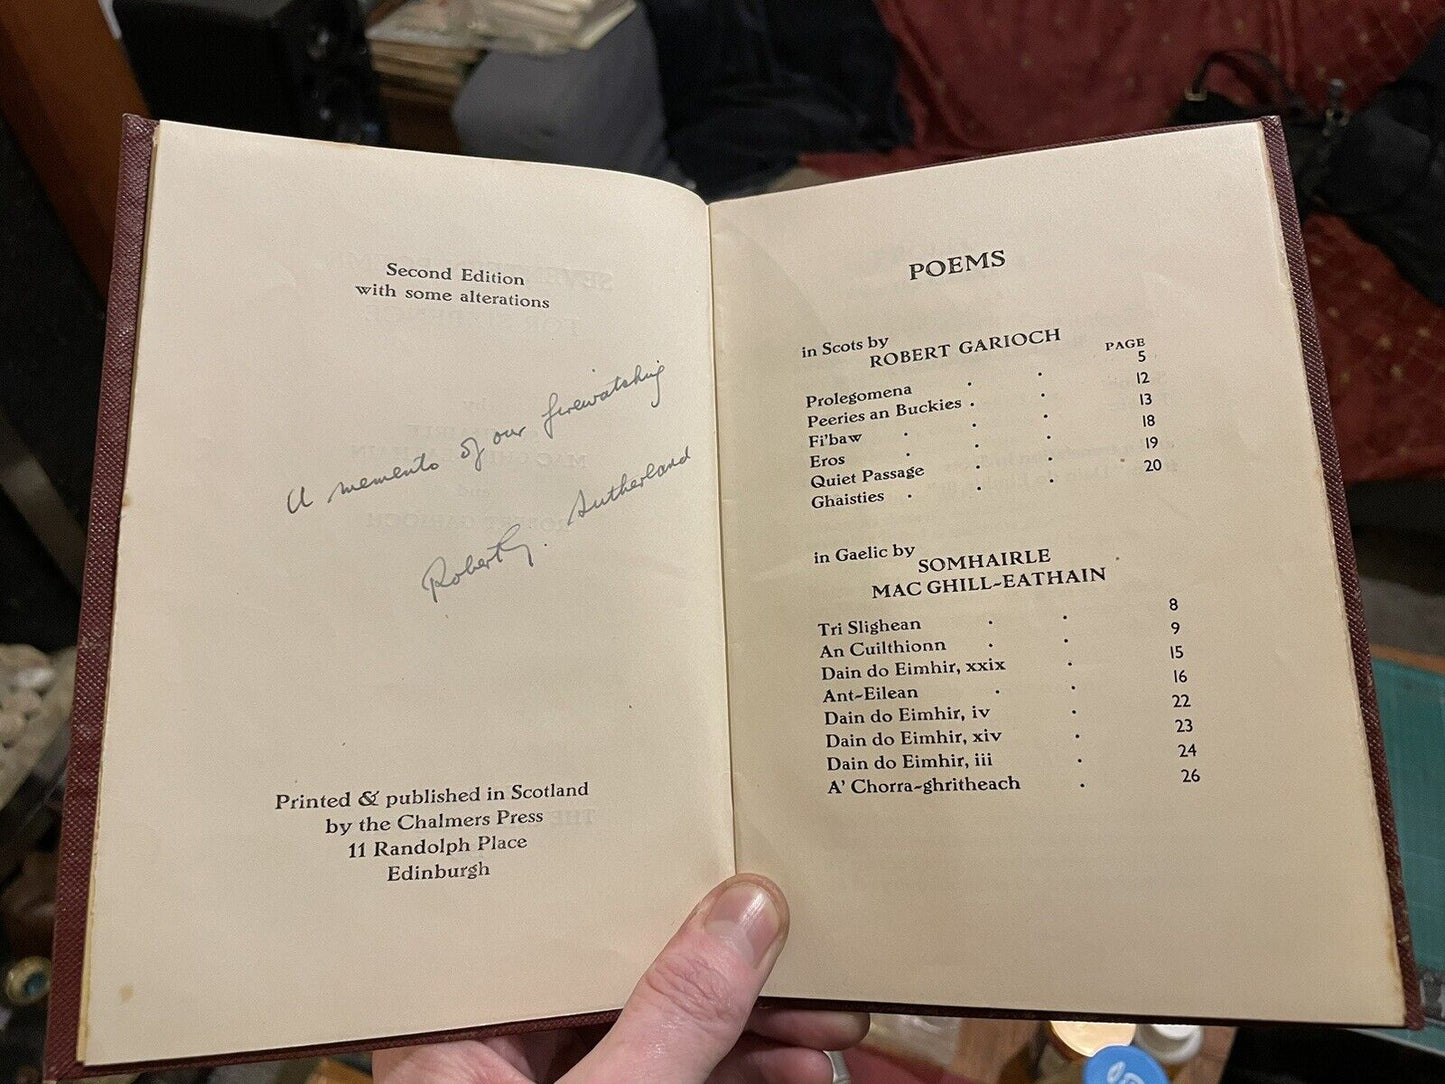 Second Edition
with some alterations
A memento of our firewatching
Robert G. Sutherland
Printed & published in Scotland
by the Chalmers Press
11 Randolph Place
Edinburgh
POEMS
in Scots by
ROBERT GARIOCH
PAGE
Prolegomena . . 5
Peeries an Buckies . . 12
Fi'baw . . . 13
Eros . . . 18
Quiet Passage . . 19
Ghaisties . . . 20
in Gaelic by
SOMHAIRLE
MAC GHILL-EATHAIN
Tri Slighean . . 8
An Cuilthionn . . 9
Dain do Eimhir, xxix . 15
Ant-Eilean . . 16
Dain do Eimhir, iv . 22
Dain do Eimhir, xiv . 23
Dain do Eimhir, iii . 24
A' Chorra-ghritheach . 26